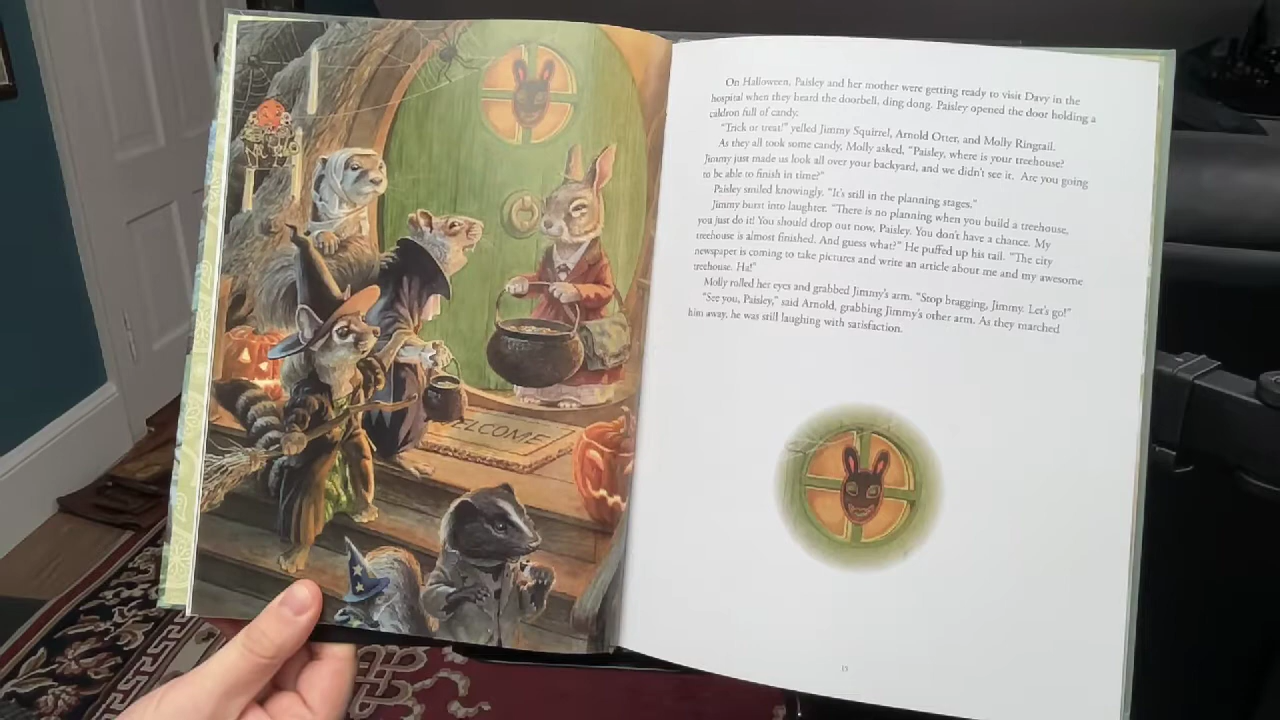 WELCOME
On Halloween, Paisley and her mother were getting ready to visit Davy in the
hospital when they heard the doorbell, ding dong. Paisley opened the door holding a
caldron full of candy.
"Trick or treat!" yelled Jimmy Squirrel, Arnold Otter, and Molly Ringtail.
As they all took some candy, Molly asked, "Paisley, where is your treehouse?
Jimmy just made us look all over your backyard, and we didn't see it. Are you going
to be able to finish in time?"
Paisley smiled knowingly. "It's still in the planning stages."
Jimmy burst into laughter. "There is no planning when you build a treehouse,
you just do it! You should drop out now, Paisley. You don't have a chance. My
treehouse is almost finished. And guess what?" He puffed up his tail. "The city
newspaper is coming to take pictures and write an article about me and my awesome
treehouse. Ha!"
Molly rolled her eyes and grabbed Jimmy's arm. "Stop bragging, Jimmy. Let's go!"
"See you, Paisley," said Arnold, grabbing Jimmy's other arm. As they marched
him away, he was still laughing with satisfaction.
15